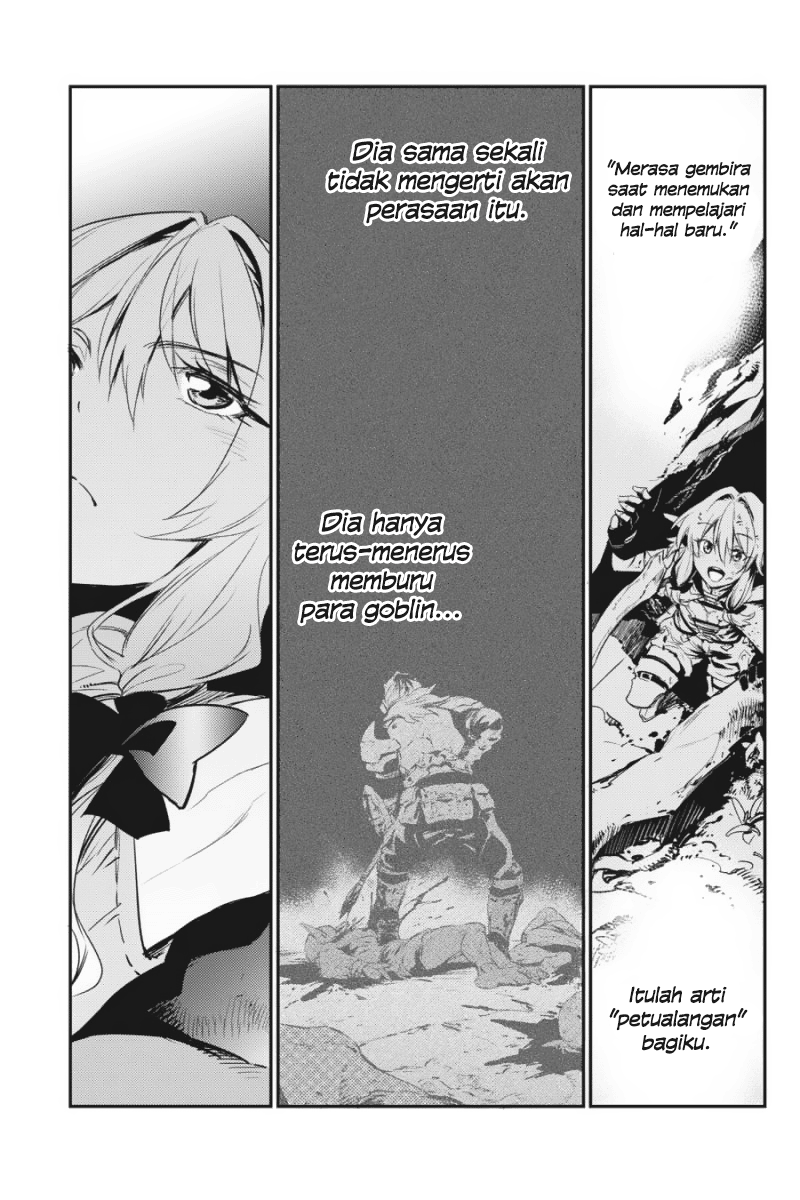 "Merasa gembira
saat menemukan
dan mempelajari
hal-hal baru."
Itulah arti
"petualangan"
bagiku.
Dia sama sekali
tidak mengerti akan
perasaan itu.
Dia hanya
terus-menerus
memburu
para goblin...